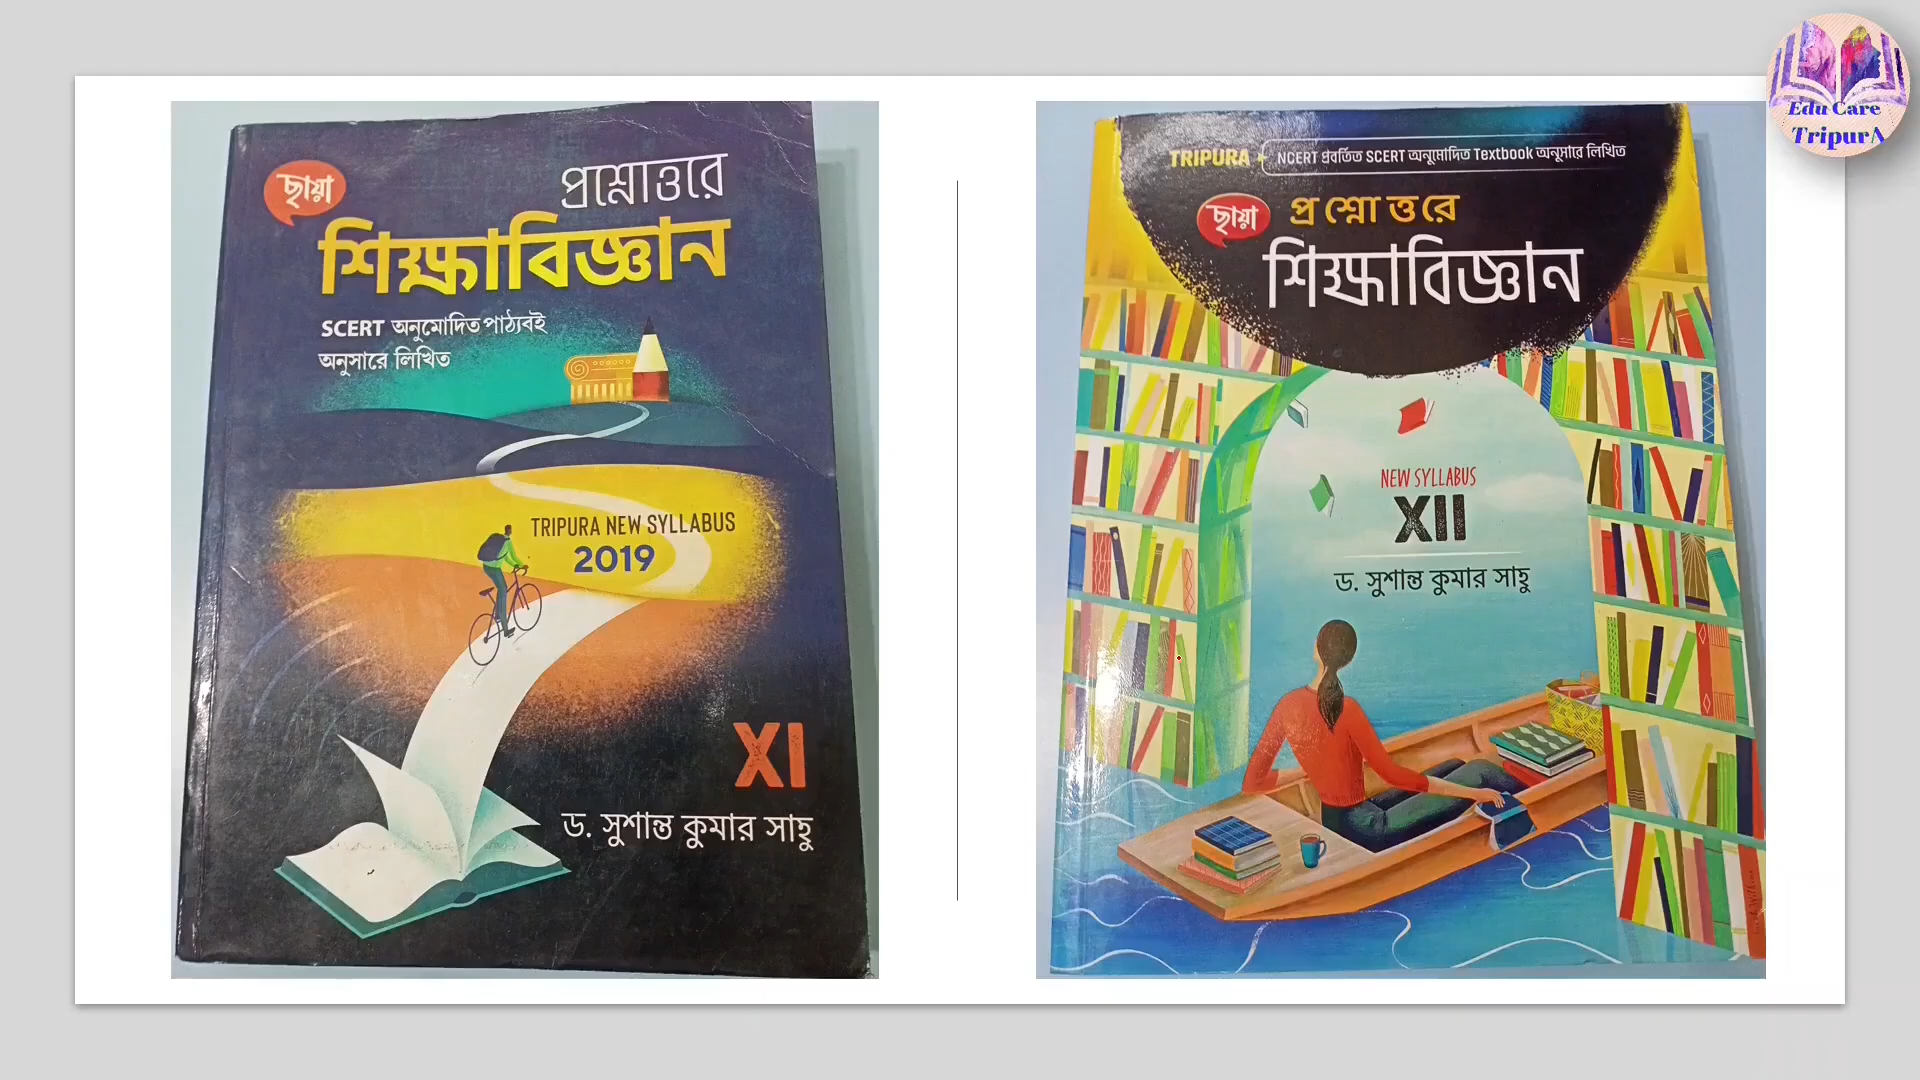 ছায়া
প্রশ্নোত্তরে
শিক্ষাবিজ্ঞান
SCERT অনুমোদিত পাঠ্যবই
অনুসারে লিখিত
TRIPURA NEW SYLLABUS
2019
XI
ড. সুশান্ত কুমার সাহু
TRIPURA
NCERT প্রবর্তিত SCERT অনুমোদিত Textbook অনুসারে লিখিত
ছায়া
প্রশ্নোত্তরে
শিক্ষাবিজ্ঞান
NEW SYLLABUS
XII
ড. সুশান্ত কুমার সাহু
Edu Care
TripurA